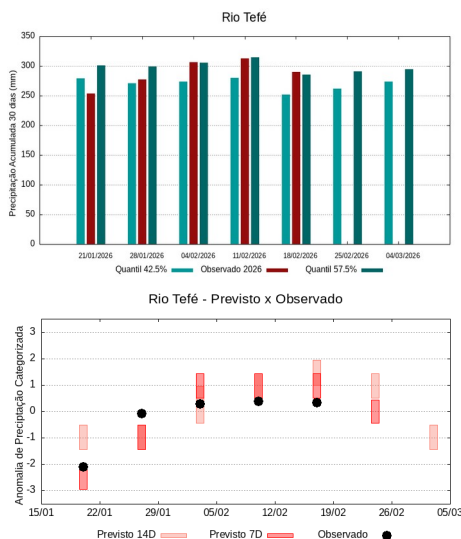 Rio Tefé
Precipitação Acumulada 30 dias (mm)
350
300
250
200
150
100
50
0
21/01/2026 28/01/2026 04/02/2026 11/02/2026 18/02/2026 25/02/2026 04/03/2026
Quantil 42.5% Observado 2026 Quantil 57.5%
Rio Tefé - Previsto x Observado
Anomalia de Precipitação Categorizada
3
2
1
0
-1
-2
-3
15/01 22/01 29/01 05/02 12/02 19/02 26/02 05/03
Previsto 14D Previsto 7D Observado